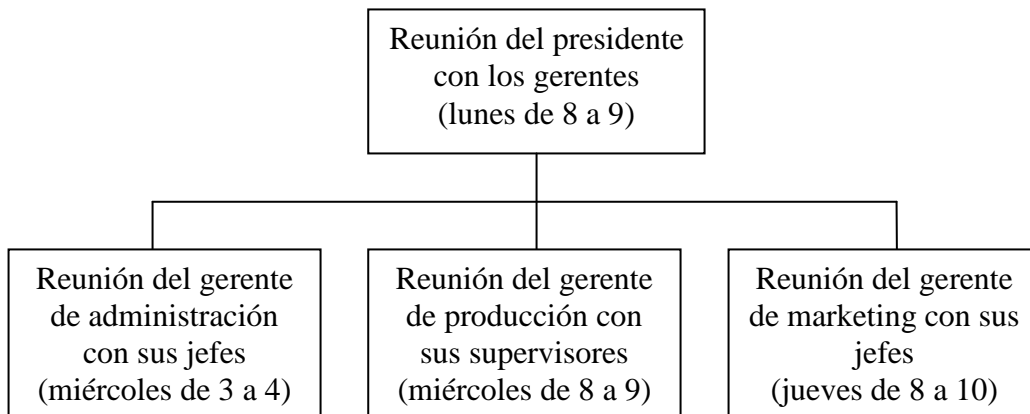 Reunión del presidente
con los gerentes
(lunes de 8 a 9)
Reunión del gerente
de administración
con sus jefes
(miércoles de 3 a 4)
Reunión del gerente
de producción con
sus supervisores
(miércoles de 8 a 9)
Reunión del gerente
de marketing con sus
jefes
(jueves de 8 a 10)